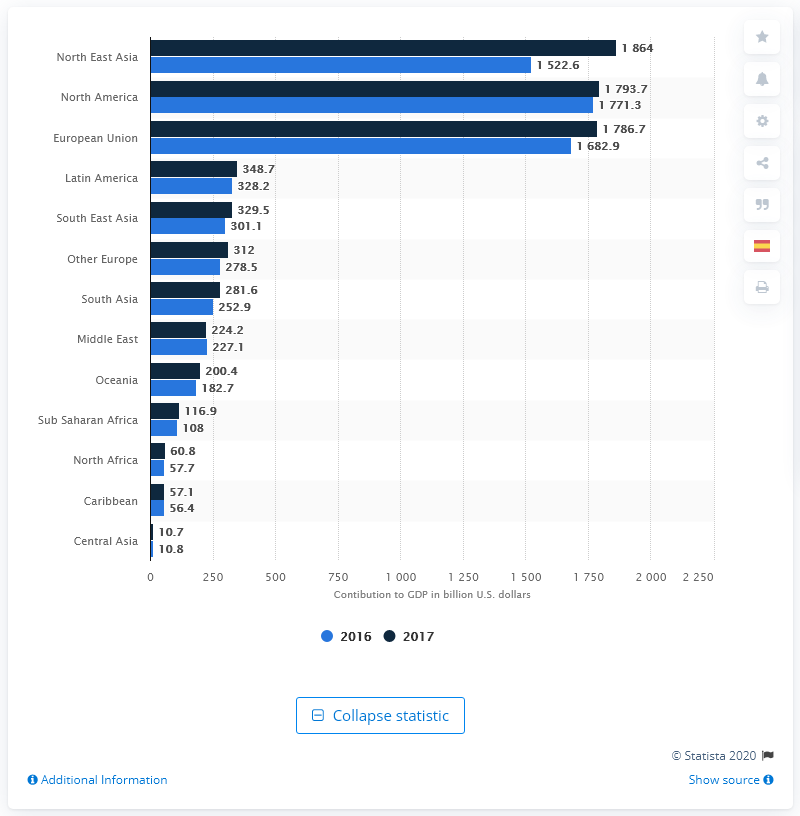 North East Asia
1 864
1 522.6
North America
1 793.7
1 771.3
European Union
1 786.7
1 682.9
Latin America
348.7
328.2
South East Asia
329.5
301.1
Other Europe
312
278.5
South Asia
281.6
252.9
Middle East
224.2
227.1
Oceania
200.4
182.7
Sub Saharan Africa
116.9
108
North Africa
60.8
57.7
Caribbean
57.1
56.4
Central Asia
10.7
10.8
0 250 500 750 1 000 1 250 1 500 1 750 2 000 2 250
Contibution to GDP in billion U.S. dollars
2016 2017
Collapse statistic
© Statista 2020
Additional Information Show source